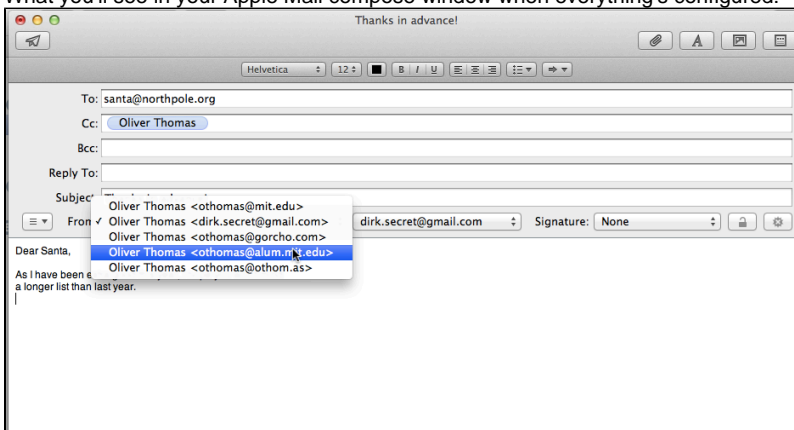 What you'll see in your Apple Mail compose window when everything's configured:
Thanks in advance!
Helvetica 12 B I U
To: santa@northpole.org
Cc: Oliver Thomas
Bcc:
Reply To:
Subject:
Oliver Thomas <othomas@mit.edu>
From ✓ Oliver Thomas <dirk.secret@gmail.com> dirk.secret@gmail.com Signature: None
Oliver Thomas <othomas@gorcho.com>
Oliver Thomas <othomas@alum.mit.edu>
Oliver Thomas <othomas@othom.as>
Dear Santa,
As I have been
a longer list than last year.